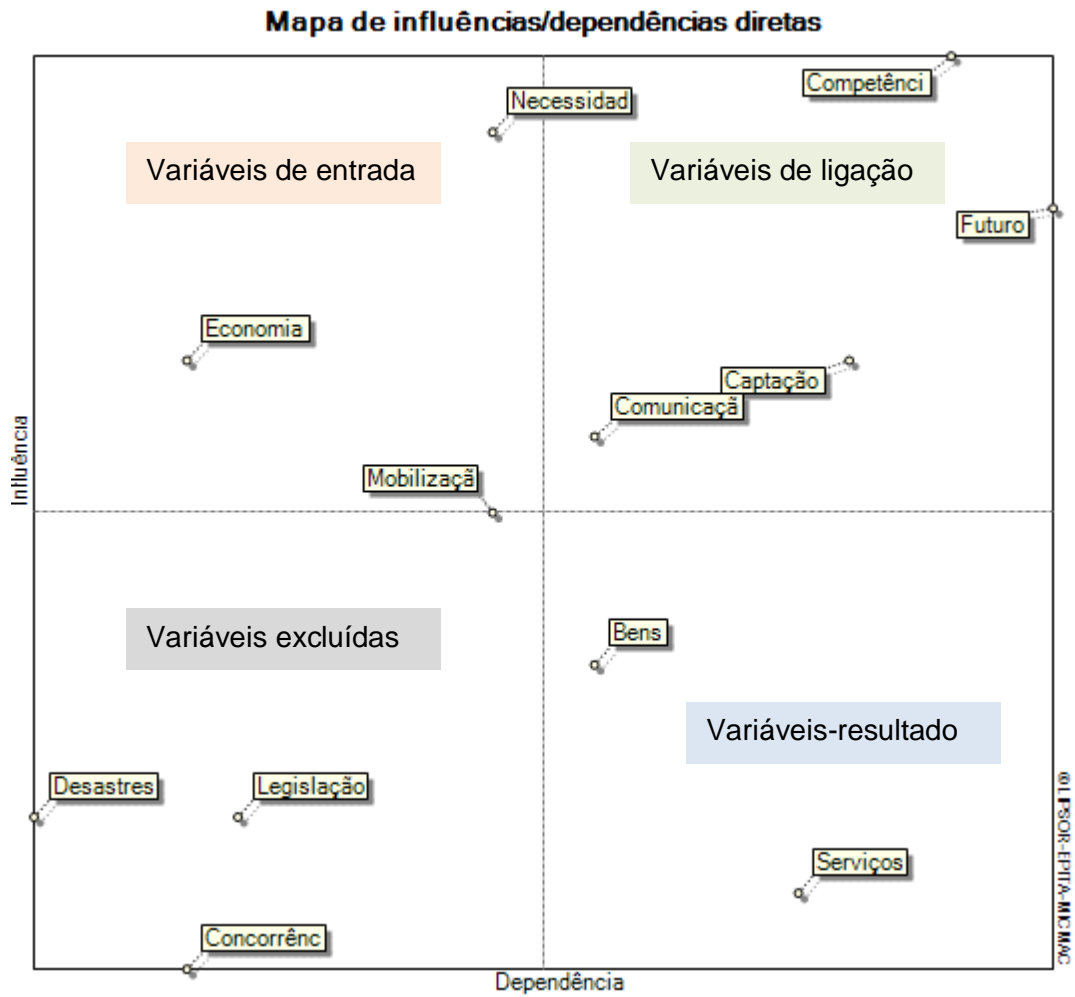 Mapa de influências/dependências diretas
Competênci
Necessidad
Variáveis de entrada
Variáveis de ligação
Futuro
Economia
Captação
Comunicaçã
Influência
Mobilizaçã
Bens
Variáveis excluídas
Variáveis-resultado
Desastres
Legislação
Serviços
Concorrênc
Dependência
©LIPSOR-EPITA-MICMAC